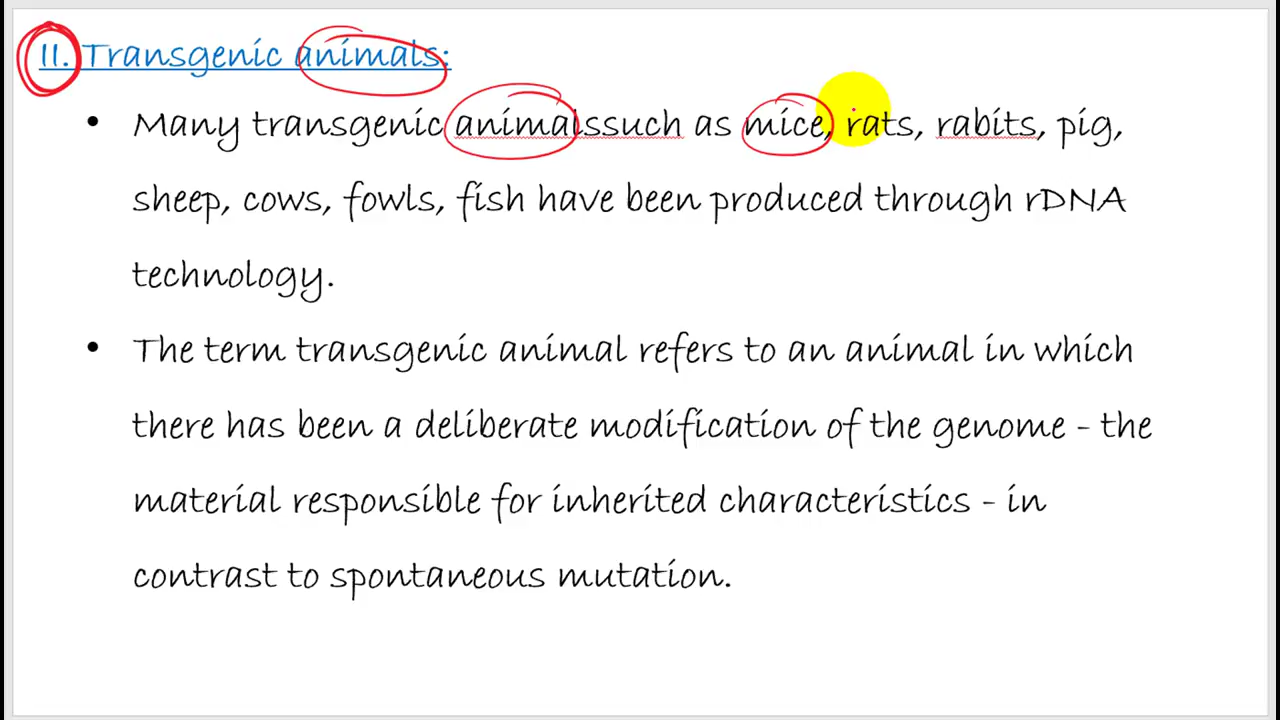 II. Transgenic animals:
• Many transgenic animalssuch as mice, rats, rabits, pig,
sheep, cows, fowls, fish have been produced through rDNA
technology.
• The term transgenic animal refers to an animal in which
there has been a deliberate modification of the genome - the
material responsible for inherited characteristics - in
contrast to spontaneous mutation.